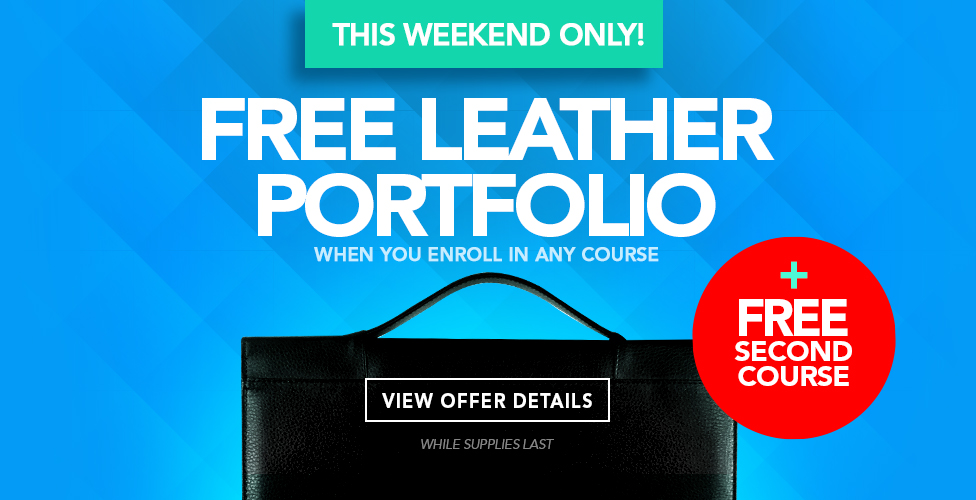 THIS WEEKEND ONLY!
FREE LEATHER
PORTFOLIO
WHEN YOU ENROLL IN ANY COURSE
+
FREE
SECOND
COURSE
VIEW OFFER DETAILS
WHILE SUPPLIES LAST